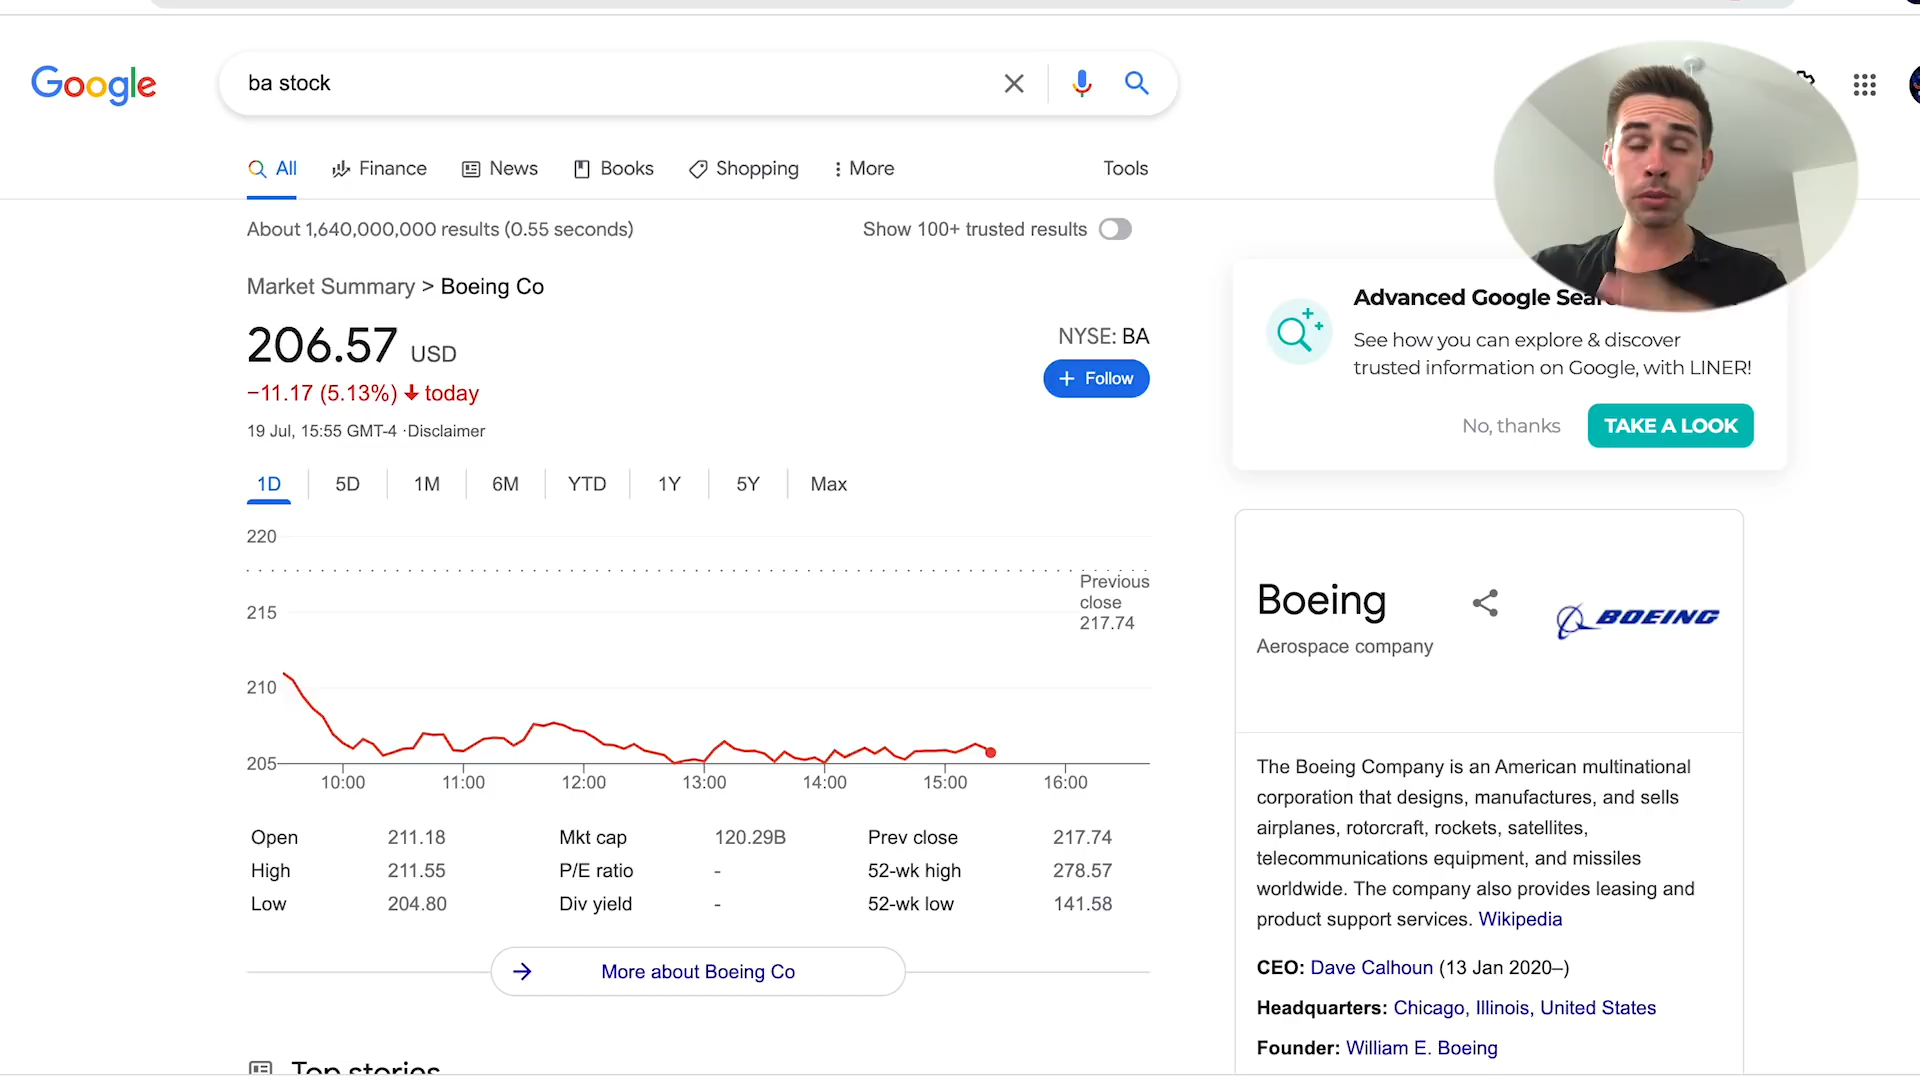 Google
ba stock
All
Finance
News
Books
Shopping
More
Tools
About 1,640,000,000 results (0.55 seconds)
Show 100+ trusted results
Market Summary > Boeing Co
206.57 USD
NYSE: BA
−11.17 (5.13%) today
+ Follow
19 Jul, 15:55 GMT-4 ·Disclaimer
1D
5D
1M
6M
YTD
1Y
5Y
Max
220
Previous
close
217.74
215
210
205
10:00
11:00
12:00
13:00
14:00
15:00
16:00
Open 211.18 Mkt cap 120.29B Prev close 217.74
High 211.55 P/E ratio - 52-wk high 278.57
Low 204.80 Div yield - 52-wk low 141.58
More about Boeing Co
Top stories
Advanced Google
See how you can explore & discover
trusted information on Google, with LINER!
No, thanks
TAKE A LOOK
Boeing
BOEING
Aerospace company
The Boeing Company is an American multinational
corporation that designs, manufactures, and sells
airplanes, rotorcraft, rockets, satellites,
telecommunications equipment, and missiles
worldwide. The company also provides leasing and
product support services. Wikipedia
CEO: Dave Calhoun (13 Jan 2020–)
Headquarters: Chicago, Illinois, United States
Founder: William E. Boeing